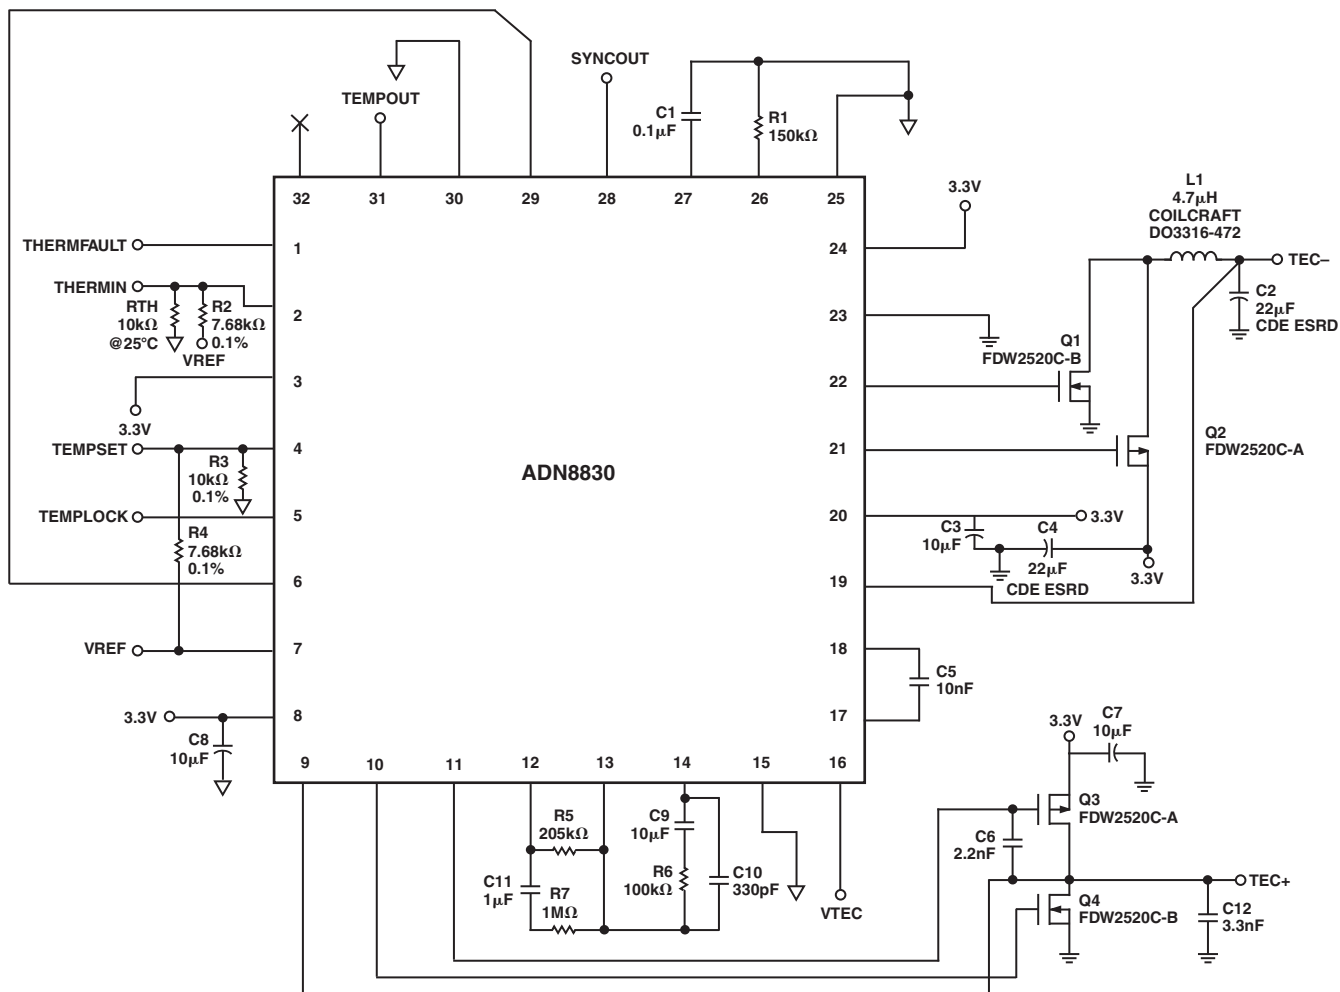 SYNCOUT
TEMPOUT
C1
0.1µF
R1
150kΩ
32
31
30
29
28
27
26
25
THERMFAULT
1
THERMIN
RTH
10kΩ
@25°C
R2
7.68kΩ
0.1%
VREF
2
3
3.3V
TEMPSET
4
R3
10kΩ
0.1%
TEMPLOCK
5
R4
7.68kΩ
0.1%
6
VREF
7
3.3V
8
C8
10µF
ADN8830
24
3.3V
23
22
21
20
19
18
17
L1
4.7µH
COILCRAFT
DO3316-472
TEC–
C2
22µF
CDE ESRD
Q1
FDW2520C-B
Q2
FDW2520C-A
3.3V
C3
10µF
C4
22µF
CDE ESRD
3.3V
C5
10nF
9
10
11
12
13
14
15
16
R5
205kΩ
C11
1µF
R7
1MΩ
C9
10µF
R6
100kΩ
C10
330pF
VTEC
3.3V
C7
10µF
Q3
FDW2520C-A
C6
2.2nF
TEC+
Q4
FDW2520C-B
C12
3.3nF